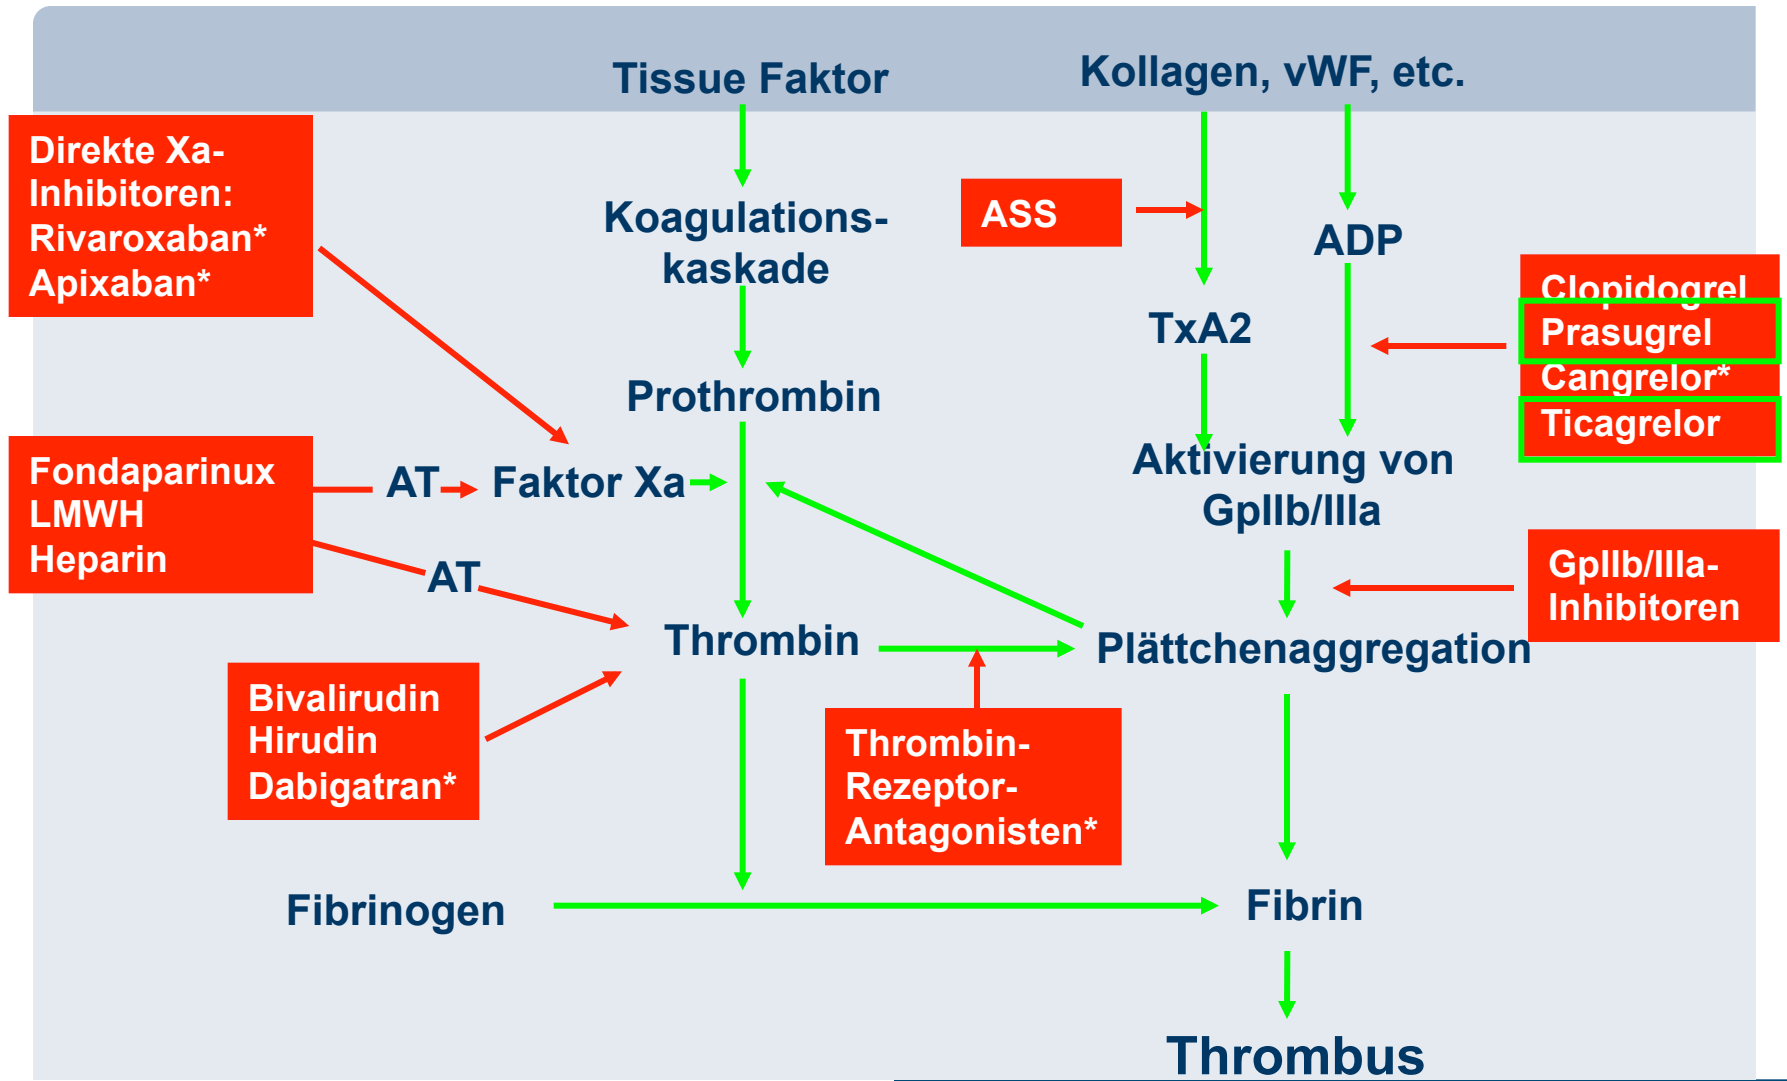 Tissue Faktor
Kollagen, vWF, etc.
Direkte Xa-
Inhibitoren:
Rivaroxaban*
Apixaban*
Koagulations-
kaskade
ASS
ADP
TxA2
Clopidogrel
Prasugrel
Cangrelor*
Ticagrelor
Prothrombin
Fondaparinux
LMWH
Heparin
AT
Faktor Xa
AT
Aktivierung von
GpIIb/IIIa
GpIIb/IIIa-
Inhibitoren
Thrombin
Plättchenaggregation
Bivalirudin
Hirudin
Dabigatran*
Thrombin-
Rezeptor-
Antagonisten*
Fibrinogen
Fibrin
Thrombus